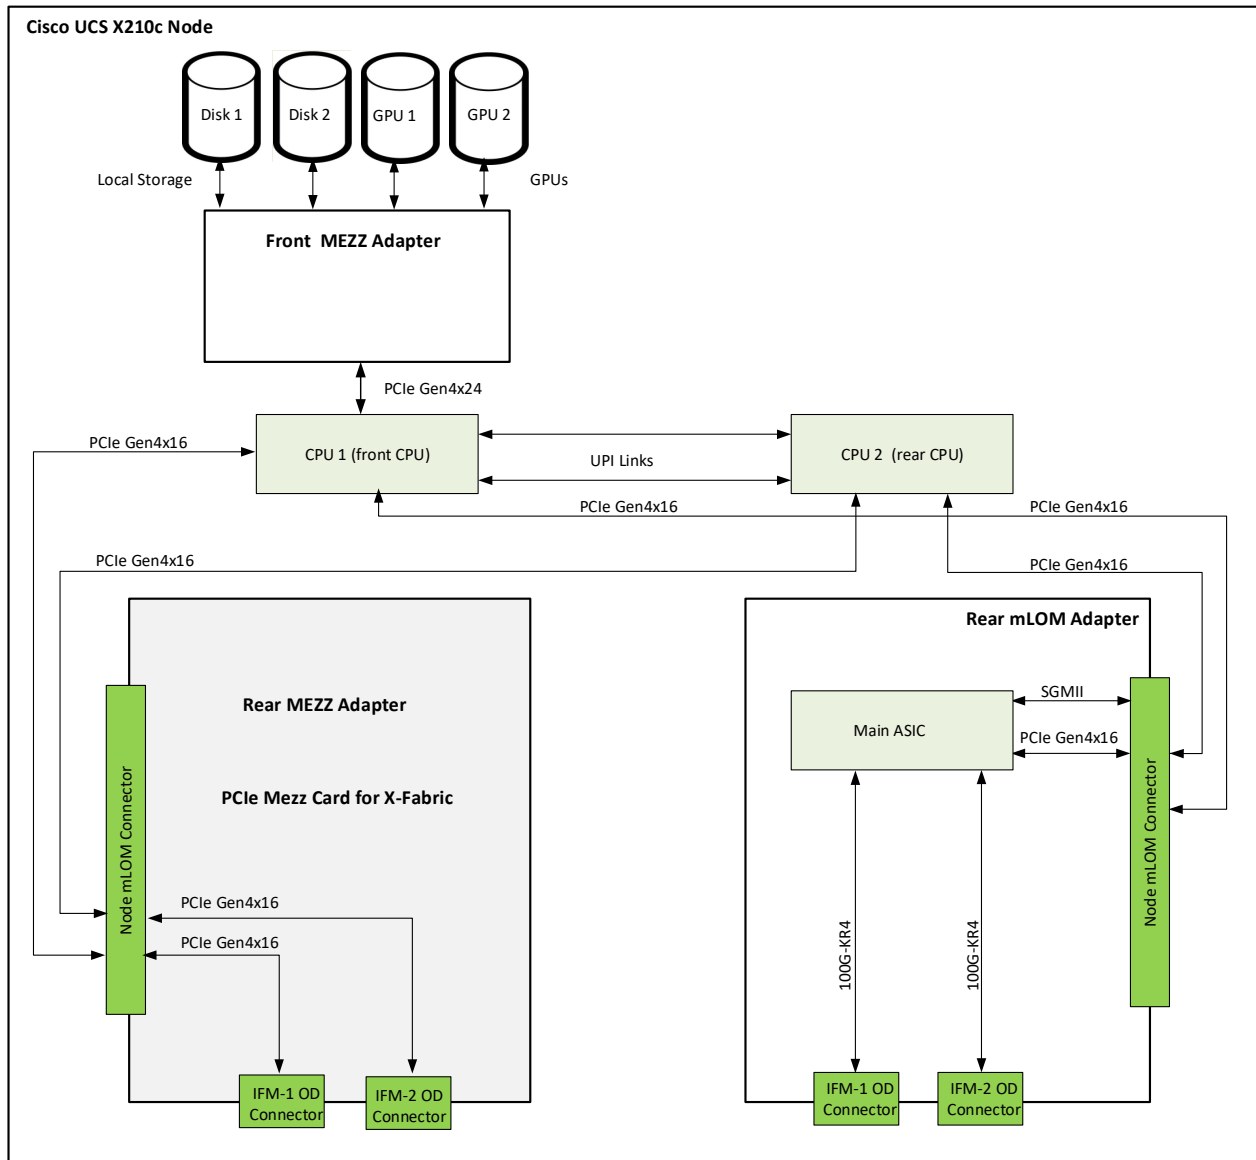 Cisco UCS X210c Node
Disk 1
Disk 2
GPU 1
GPU 2
Local Storage
GPUs
Front MEZZ Adapter
PCIe Gen4x24
PCIe Gen4x16
CPU 1 (front CPU)
UPI Links
CPU 2 (rear CPU)
PCIe Gen4x16
PCIe Gen4x16
PCIe Gen4x16
PCIe Gen4x16
Rear MEZZ Adapter
PCIe Mezz Card for X-Fabric
Node mLOM Connector
PCIe Gen4x16
PCIe Gen4x16
IFM-1 OD
Connector
IFM-2 OD
Connector
Rear mLOM Adapter
Main ASIC
SGMII
PCIe Gen4x16
Node mLOM Connector
100G-KR4
100G-KR4
IFM-1 OD
Connector
IFM-2 OD
Connector